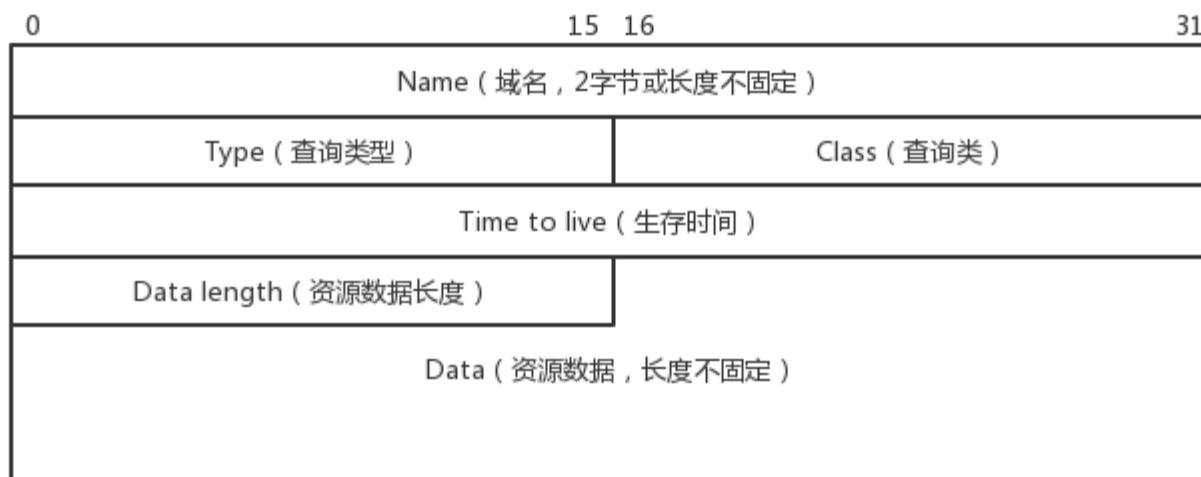 0 15 16 31
Name（域名，2字节或长度不固定）
Type（查询类型） Class（查询类）
Time to live（生存时间）
Data length（资源数据长度）
Data（资源数据，长度不固定）